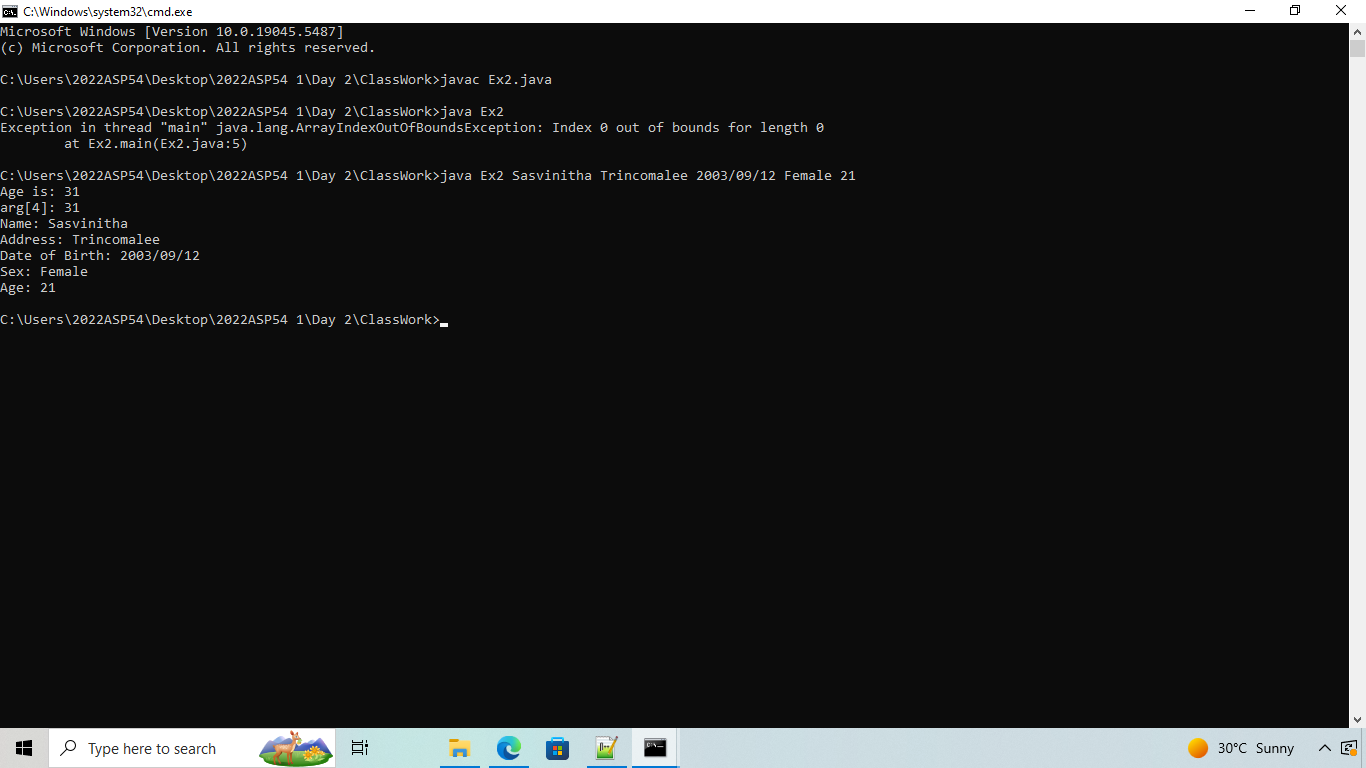 C:\Windows\system32\cmd.exe
Microsoft Windows [Version 10.0.19045.5487]
(c) Microsoft Corporation. All rights reserved.
C:\Users\2022ASP54\Desktop\2022ASP54 1\Day 2\ClassWork>javac Ex2.java
C:\Users\2022ASP54\Desktop\2022ASP54 1\Day 2\ClassWork>java Ex2
Exception in thread "main" java.lang.ArrayIndexOutOfBoundsException: Index 0 out of bounds for length 0
        at Ex2.main(Ex2.java:5)
C:\Users\2022ASP54\Desktop\2022ASP54 1\Day 2\ClassWork>java Ex2 Sasvinitha Trincomalee 2003/09/12 Female 21
Age is: 31
arg[4]: 31
Name: Sasvinitha
Address: Trincomalee
Date of Birth: 2003/09/12
Sex: Female
Age: 21
C:\Users\2022ASP54\Desktop\2022ASP54 1\Day 2\ClassWork>
Type here to search
30°C Sunny